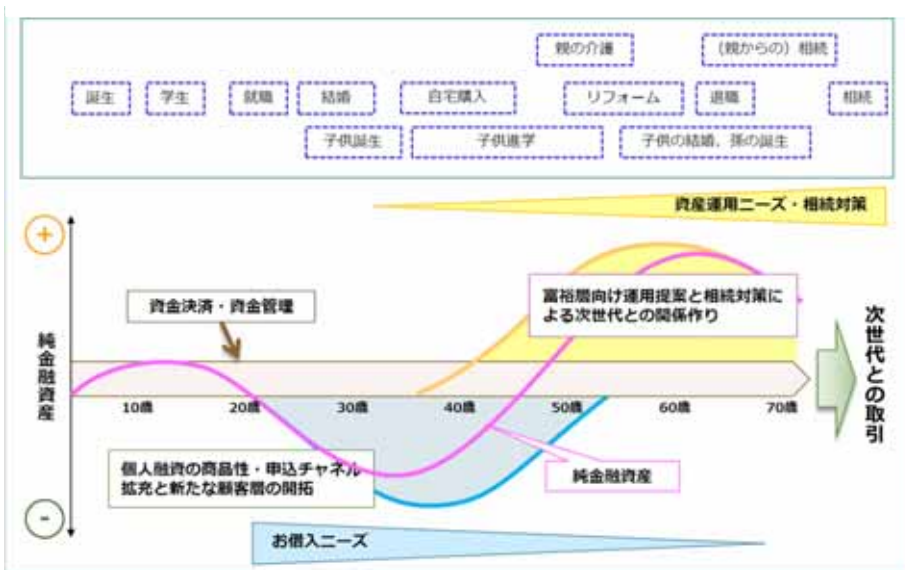 親の介護
(親からの)相続
誕生
学生
就職
結婚
自宅購入
リフォーム
退職
相続
子供誕生
子供進学
子供の結婚、孫の誕生
資産運用ニーズ・相続対策
+
資金決済・資金管理
富裕層向け運用提案と相続対策に
よる次世代との関係作り
純金融資産
次世代との取引
10歳
20歳
30歳
40歳
50歳
60歳
70歳
個人融資の商品性・申込チャネル
拡充と新たな顧客層の開拓
純金融資産
-
お借入ニーズ